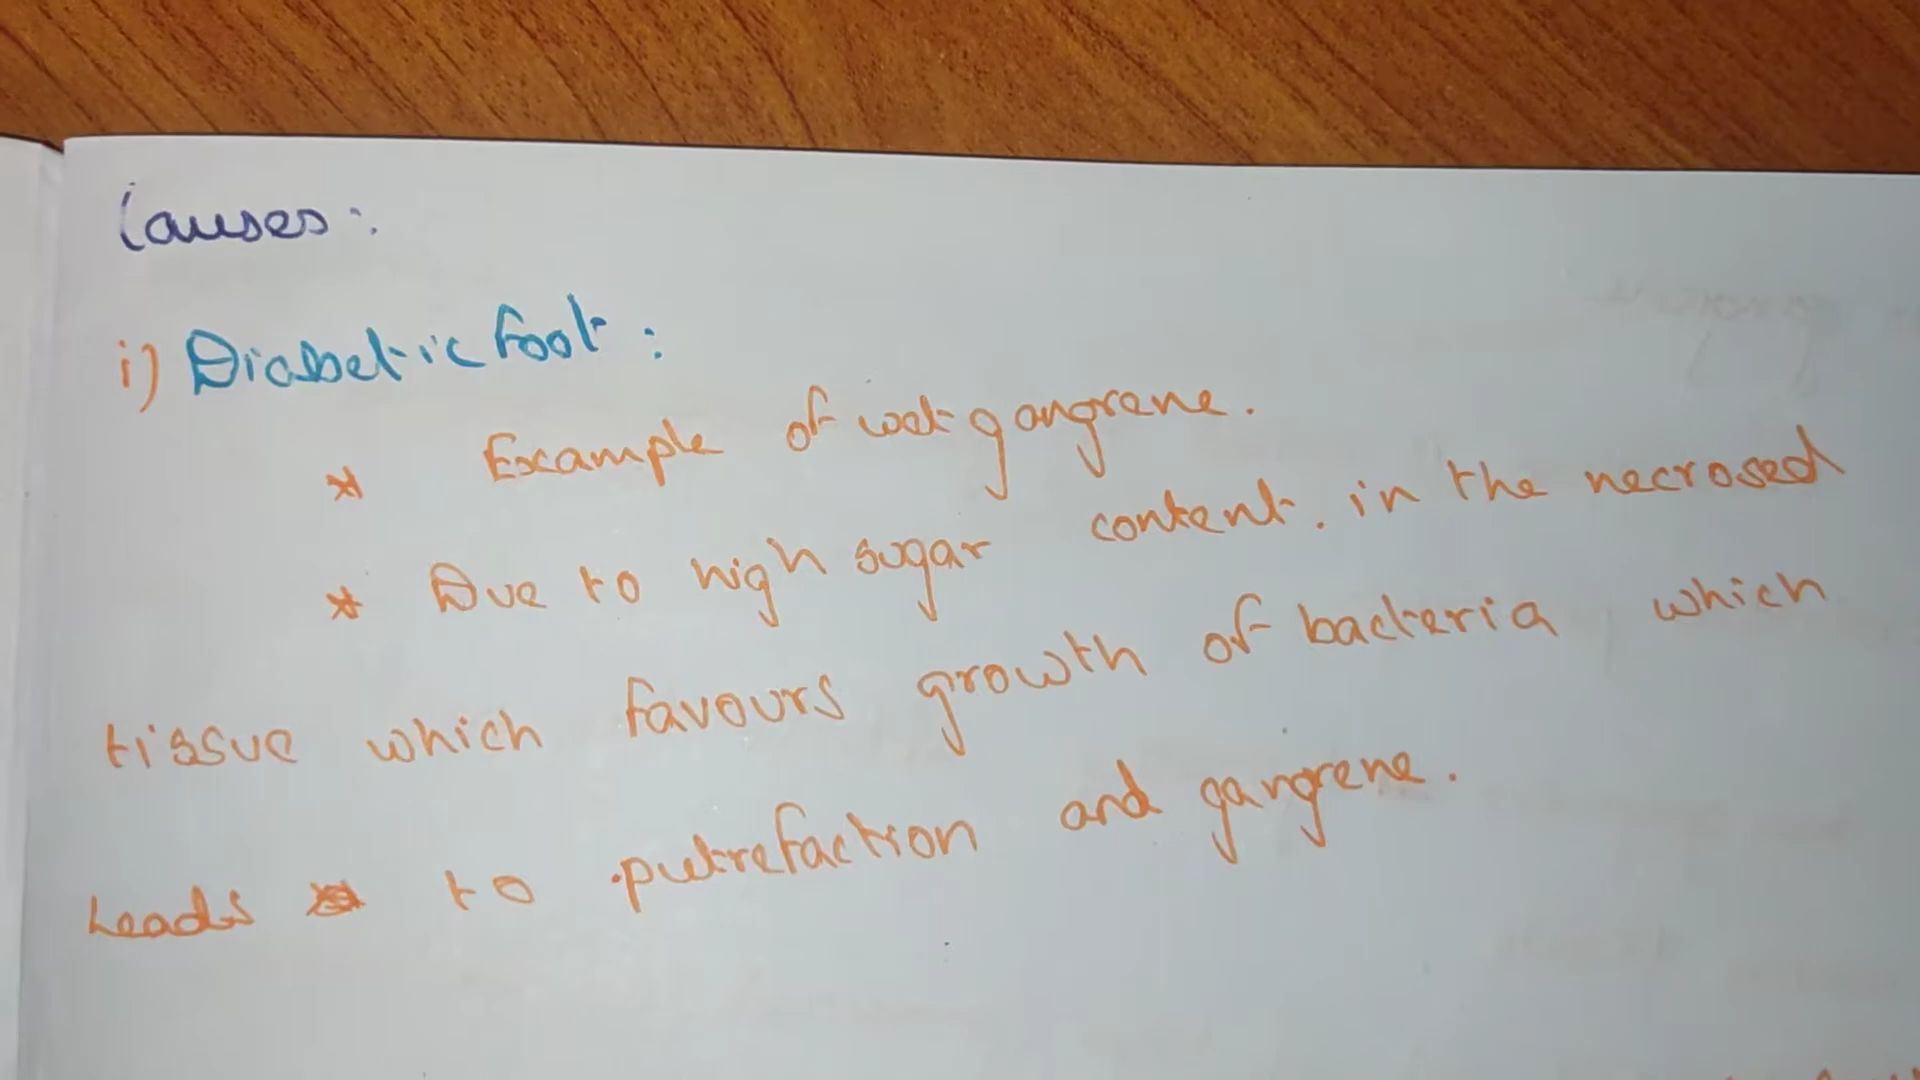 Causes:
i) Diabetic foot:
* Example of wet gangrene.
* Due to high sugar content. in the necrosed
tissue which favours growth of bacteria which
Leads to putrefaction and gangrene.